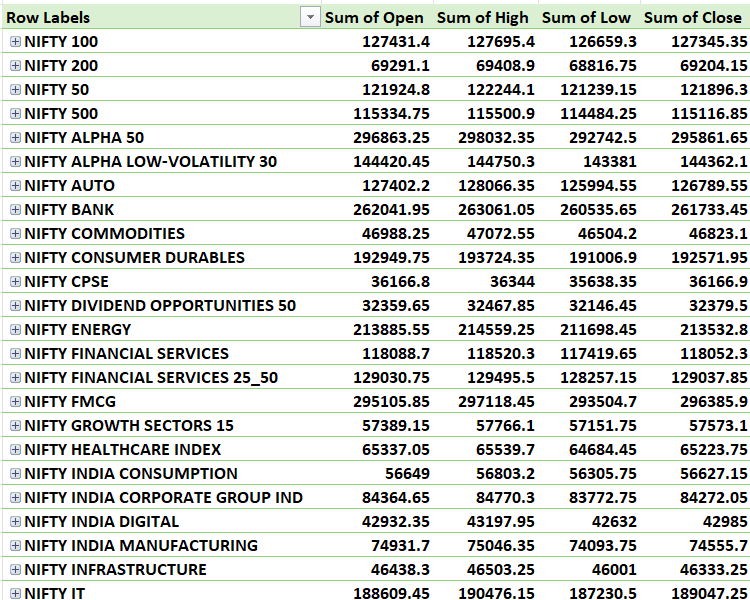 Row Labels Sum of Open Sum of High Sum of Low Sum of Close
NIFTY 100 127431.4 127695.4 126659.3 127345.35
NIFTY 200 69291.1 69408.9 68816.75 69204.15
NIFTY 50 121924.8 122244.1 121239.15 121896.3
NIFTY 500 115334.75 115500.9 114484.25 115116.85
NIFTY ALPHA 50 296863.25 298032.35 292742.5 295861.65
NIFTY ALPHA LOW-VOLATILITY 30 144420.45 144750.3 143381 144362.1
NIFTY AUTO 127402.2 128066.35 125994.55 126789.55
NIFTY BANK 262041.95 263061.05 260535.65 261733.45
NIFTY COMMODITIES 46988.25 47072.55 46504.2 46823.1
NIFTY CONSUMER DURABLES 192949.75 193724.35 191006.9 192571.95
NIFTY CPSE 36166.8 36344 35638.35 36166.9
NIFTY DIVIDEND OPPORTUNITIES 50 32359.65 32467.85 32146.45 32379.5
NIFTY ENERGY 213885.55 214559.25 211698.45 213532.8
NIFTY FINANCIAL SERVICES 118088.7 118520.3 117419.65 118052.3
NIFTY FINANCIAL SERVICES 25_50 129030.75 129495.5 128257.15 129037.85
NIFTY FMCG 295105.85 297118.45 293504.7 296385.9
NIFTY GROWTH SECTORS 15 57389.15 57766.1 57151.75 57573.1
NIFTY HEALTHCARE INDEX 65337.05 65539.7 64684.45 65223.75
NIFTY INDIA CONSUMPTION 56649 56803.2 56305.75 56627.15
NIFTY INDIA CORPORATE GROUP IND 84364.65 84770.3 83772.75 84272.05
NIFTY INDIA DIGITAL 42932.35 43197.95 42632 42985
NIFTY INDIA MANUFACTURING 74931.7 75046.35 74093.75 74555.7
NIFTY INFRASTRUCTURE 46438.3 46503.25 46001 46333.25
NIFTY IT 188609.45 190476.15 187230.5 189047.25